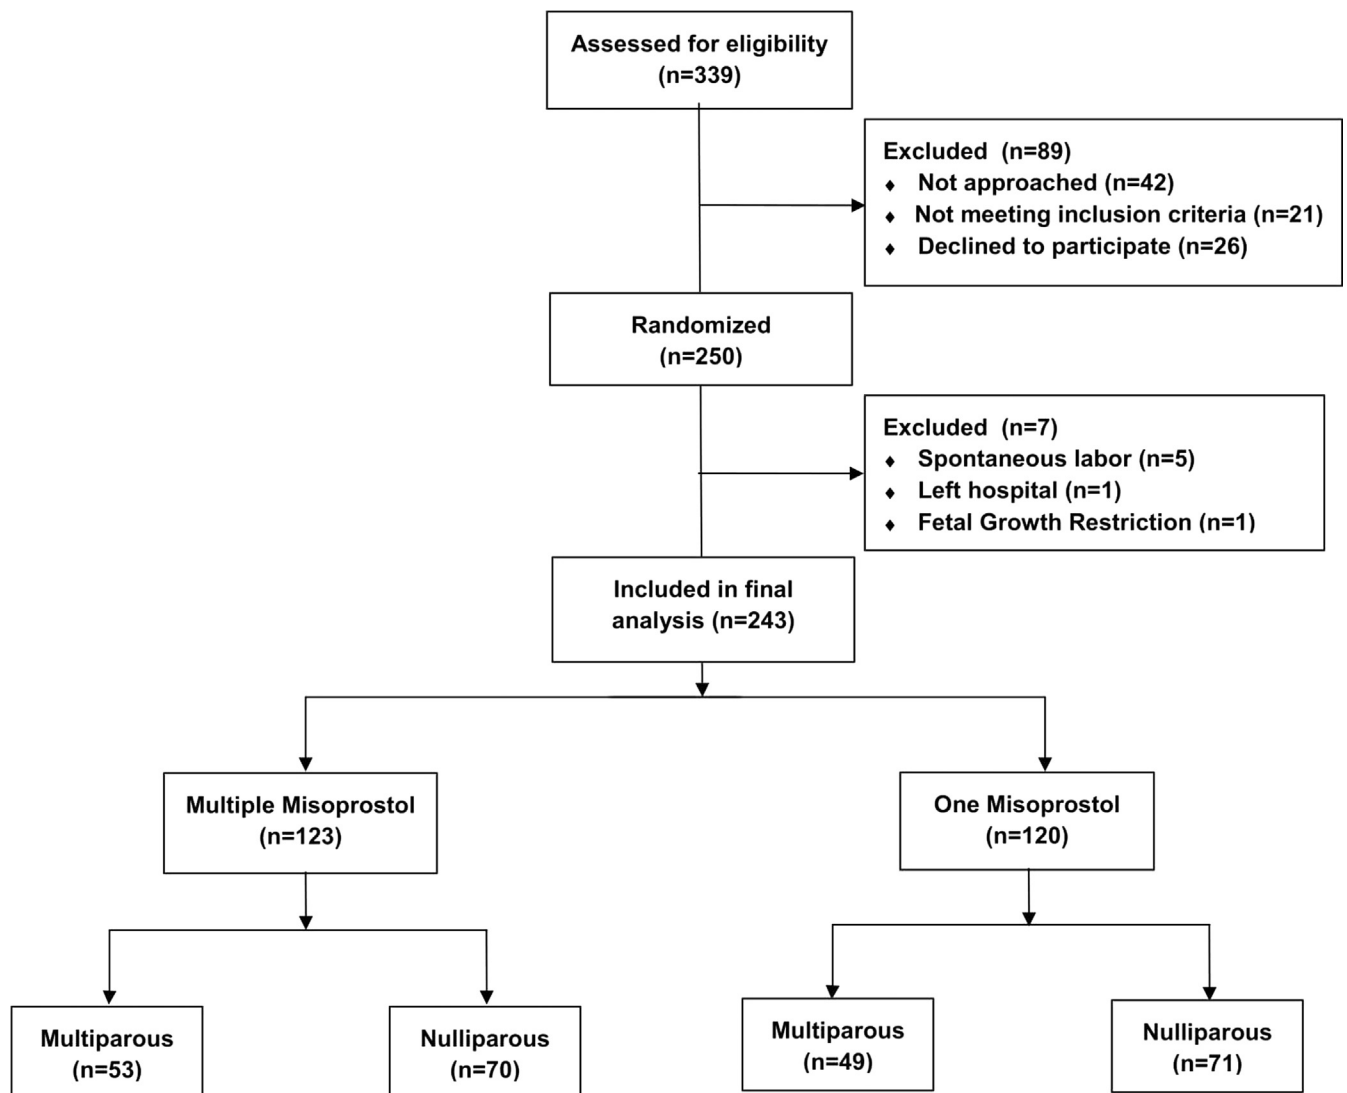 Assessed for eligibility
(n=339)
Excluded (n=89)
♦ Not approached (n=42)
♦ Not meeting inclusion criteria (n=21)
♦ Declined to participate (n=26)
Randomized
(n=250)
Excluded (n=7)
♦ Spontaneous labor (n=5)
♦ Left hospital (n=1)
♦ Fetal Growth Restriction (n=1)
Included in final
analysis (n=243)
Multiple Misoprostol
(n=123)
One Misoprostol
(n=120)
Multiparous
(n=53)
Nulliparous
(n=70)
Multiparous
(n=49)
Nulliparous
(n=71)